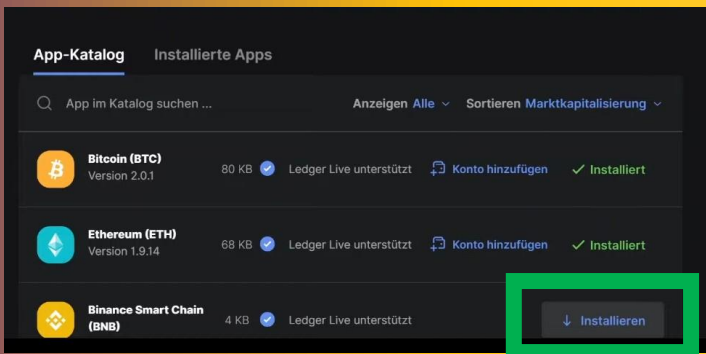 App-Katalog Installierte Apps
App im Katalog suchen ... Anzeigen Alle Sortieren Marktkapitalisierung
Bitcoin (BTC)
Version 2.0.1
80 KB Ledger Live unterstützt Konto hinzufügen Installiert
Ethereum (ETH)
Version 1.9.14
68 KB Ledger Live unterstützt Konto hinzufügen Installiert
Binance Smart Chain
(BNB)
4 KB Ledger Live unterstützt Installieren